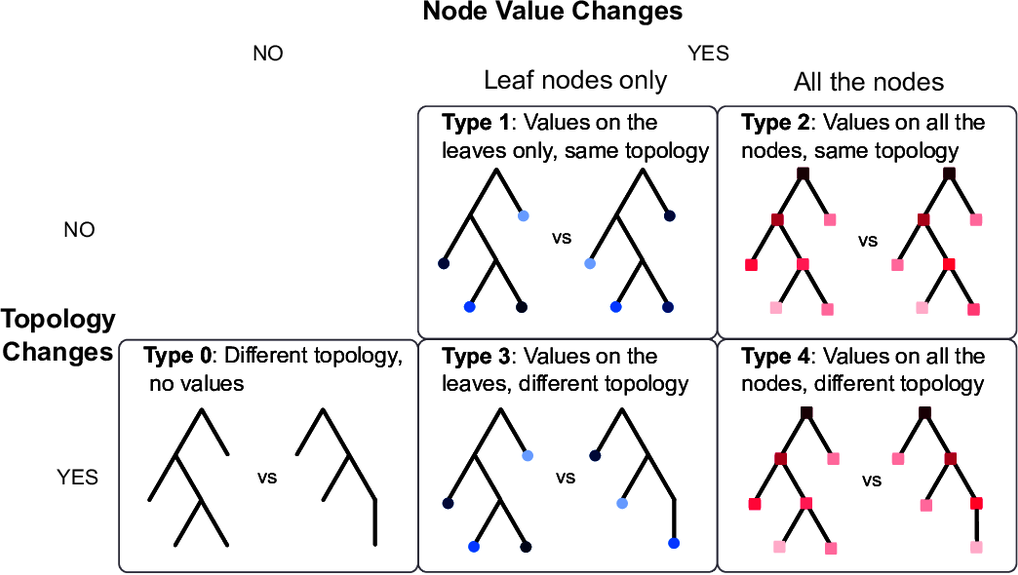 Node Value Changes
NO
YES
Leaf nodes only
All the nodes
Type 1: Values on the
leaves only, same topology
vs
Type 2: Values on all the
nodes, same topology
vs
NO
Topology
Changes
Type 0: Different topology,
no values
vs
Type 3: Values on the
leaves, different topology
vs
Type 4: Values on all the
nodes, different topology
vs
YES